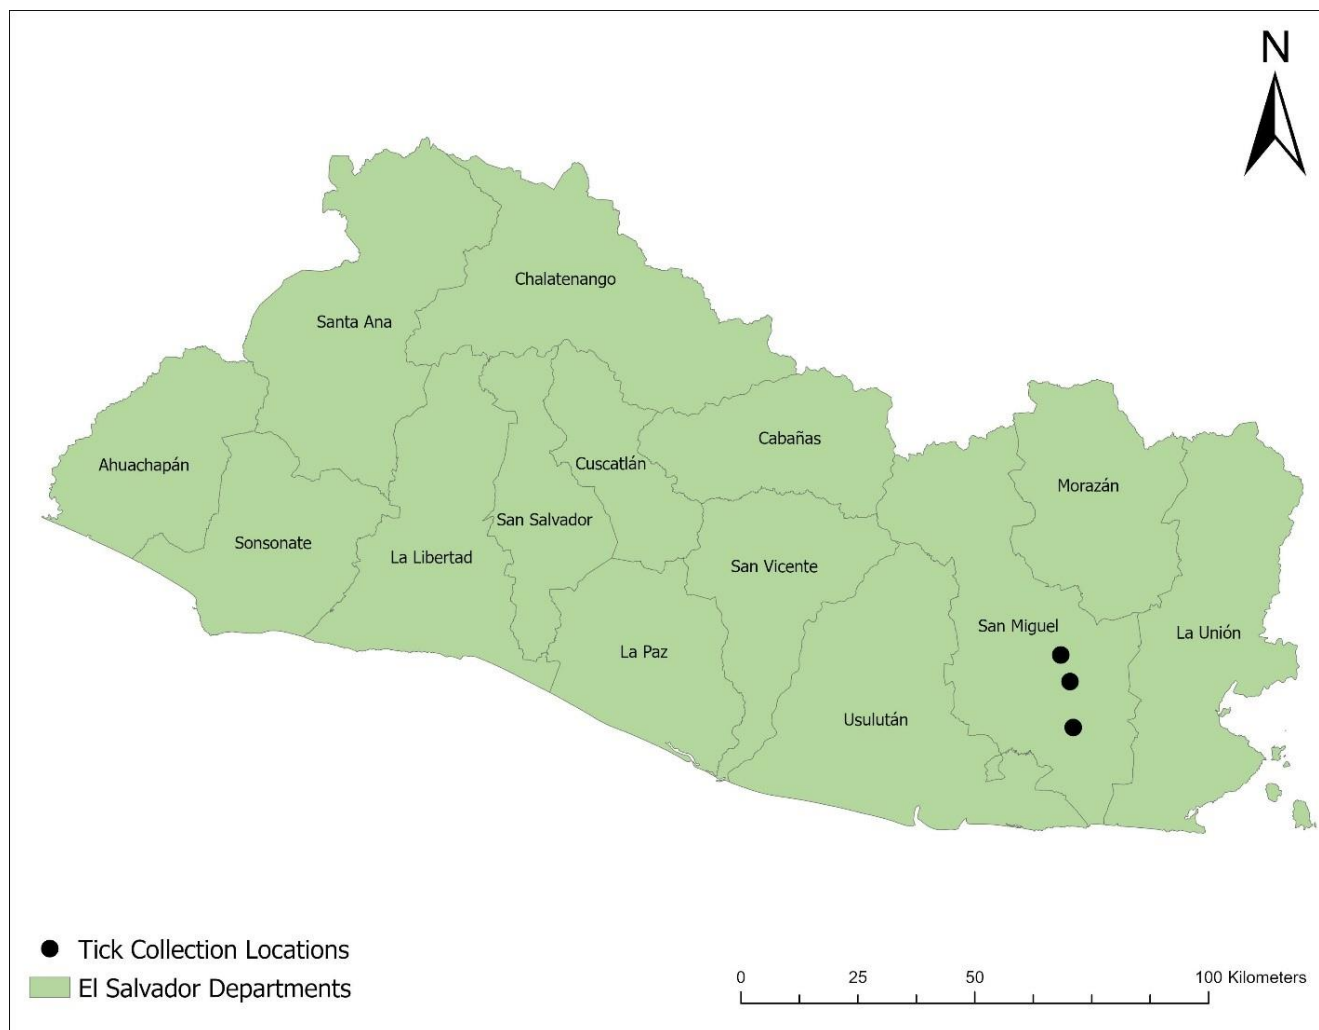 N
Chalatenango
Santa Ana
Cabañas
Ahuachapán
Cuscatlán
Morazán
San Salvador
Sonsonate
La Libertad
San Vicente
San Miguel
La Unión
La Paz
Usulután
Tick Collection Locations
El Salvador Departments
0 25 50 100 Kilometers